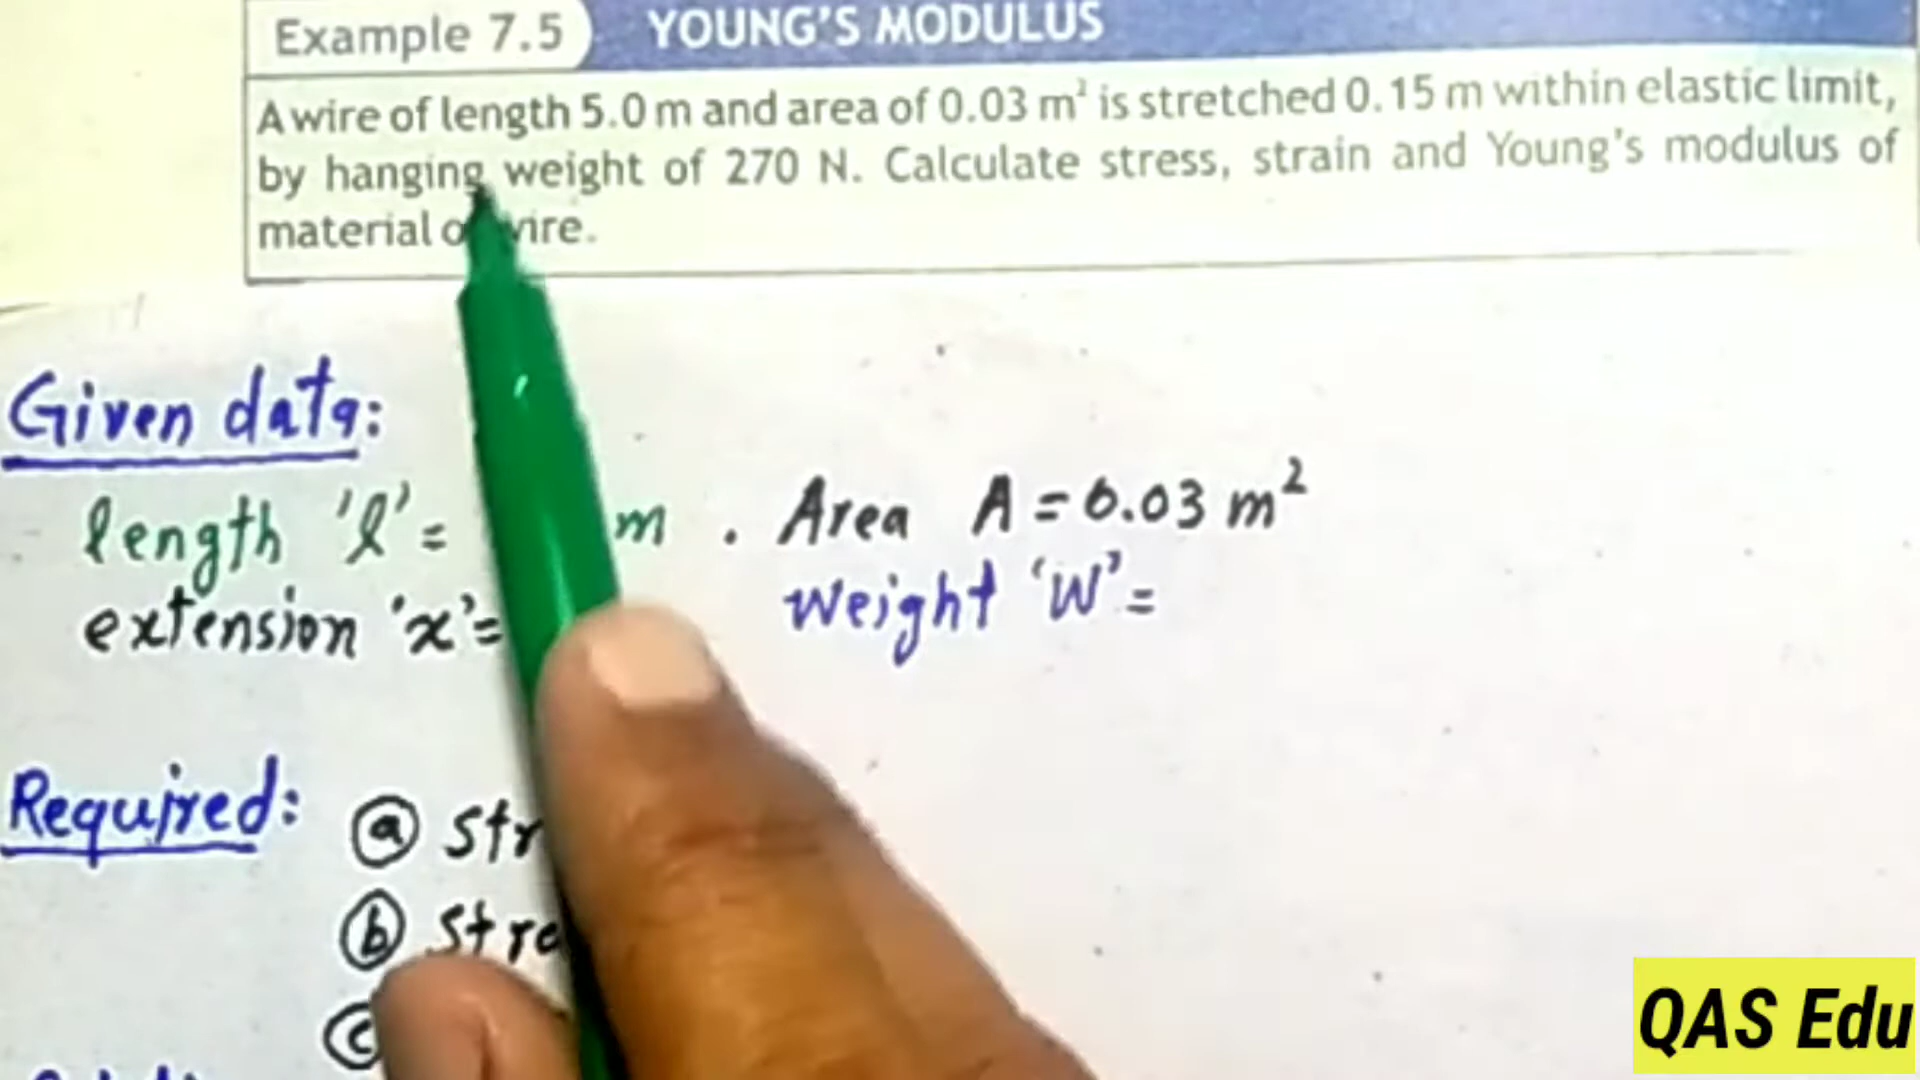 Example 7.5 YOUNG'S MODULUS
A wire of length 5.0 m and area of 0.03 m² is stretched 0.15 m within elastic limit,
by hanging weight of 270 N. Calculate stress, strain and Young's modulus of
material wire.
Given data:
length 'l' = m . Area A = 0.03 m²
extension 'x' = Weight 'W' =
Required: (a)
(b)
(c)
QAS Edu